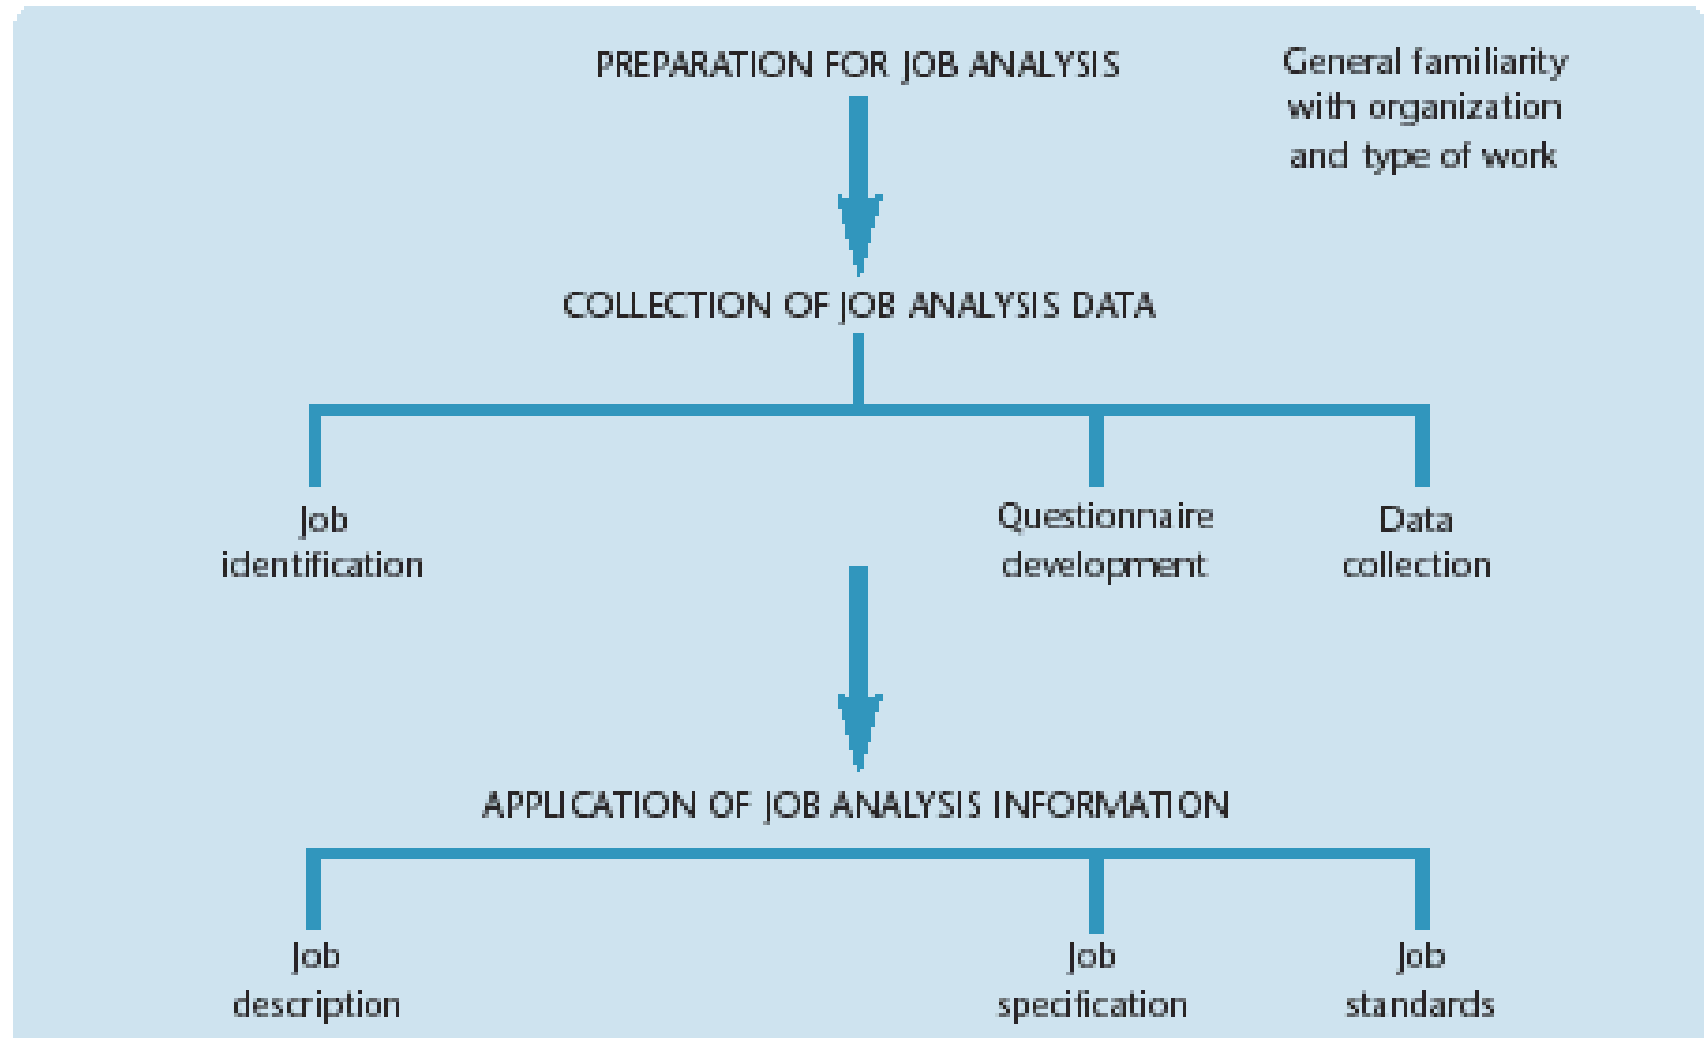 PREPARATION FOR JOB ANALYSIS
General familiarity
with organization
and type of work
COLLECTION OF JOB ANALYSIS DATA
Job
identification
Questionnaire
development
Data
collection
APPLICATION OF JOB ANALYSIS INFORMATION
Job
description
Job
specification
Job
standards